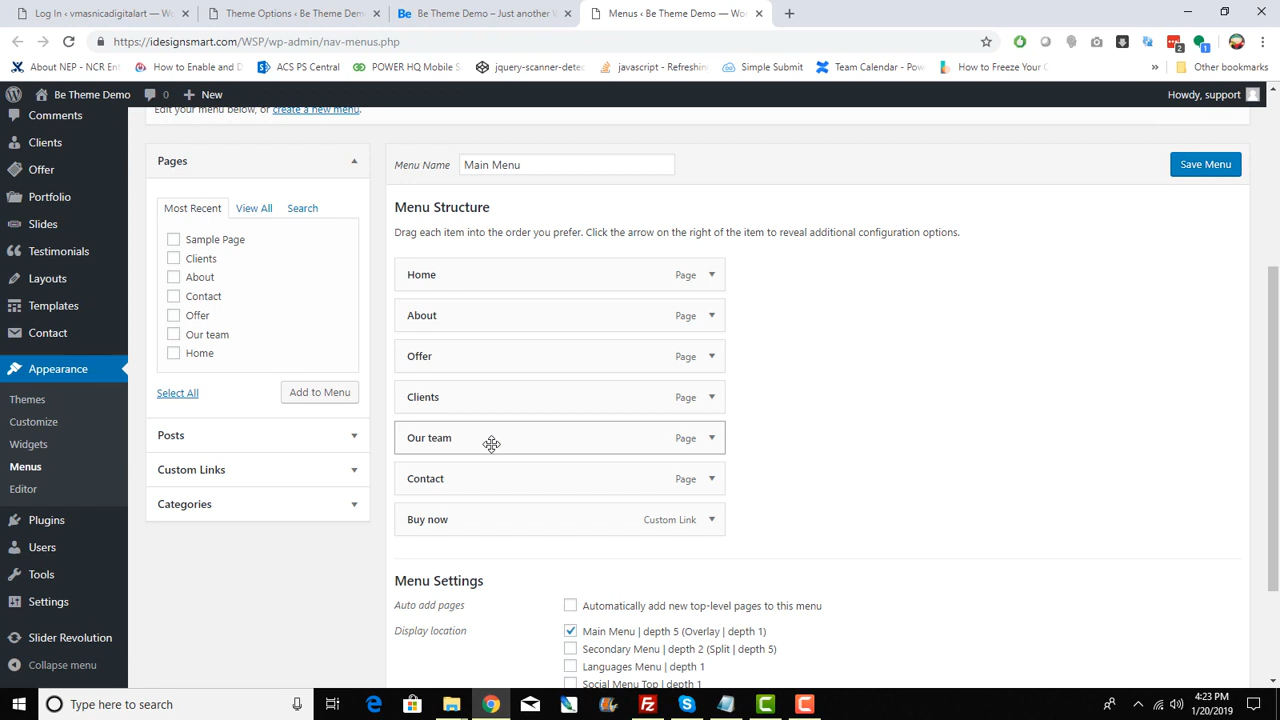 Log In ‹ vmasnicadigitalart — Wo
Theme Options ‹ Be Theme Demo
Be Theme Demo – Just another W
Menus ‹ Be Theme Demo — Wo
https://idesignsmart.com/WSP/wp-admin/nav-menus.php
About NEP - NCR Ent
How to Enable and D
ACS PS Central
POWER HQ Mobile S
jquery-scanner-detec
javascript - Refreshing
Simple Submit
Team Calendar - Pow
How to Freeze Your C
»
Other bookmarks
Be Theme Demo
0
New
Howdy, support
Edit your menu below, or create a new menu.
Comments
Clients
Offer
Portfolio
Slides
Testimonials
Layouts
Templates
Contact
Appearance
Themes
Customize
Widgets
Menus
Editor
Plugins
Users
Tools
Settings
Slider Revolution
Collapse menu
Pages
Most Recent
View All
Search
Sample Page
Clients
About
Contact
Offer
Our team
Home
Select All
Add to Menu
Posts
Custom Links
Categories
Menu Name
Main Menu
Save Menu
Menu Structure
Drag each item into the order you prefer. Click the arrow on the right of the item to reveal additional configuration options.
Home Page
About Page
Offer Page
Clients Page
Our team Page
Contact Page
Buy now Custom Link
Menu Settings
Auto add pages
Automatically add new top-level pages to this menu
Display location
Main Menu | depth 5 (Overlay | depth 1)
Secondary Menu | depth 2 (Split | depth 5)
Languages Menu | depth 1
Social Menu Top | depth 1
Type here to search
4:23 PM
1/20/2019